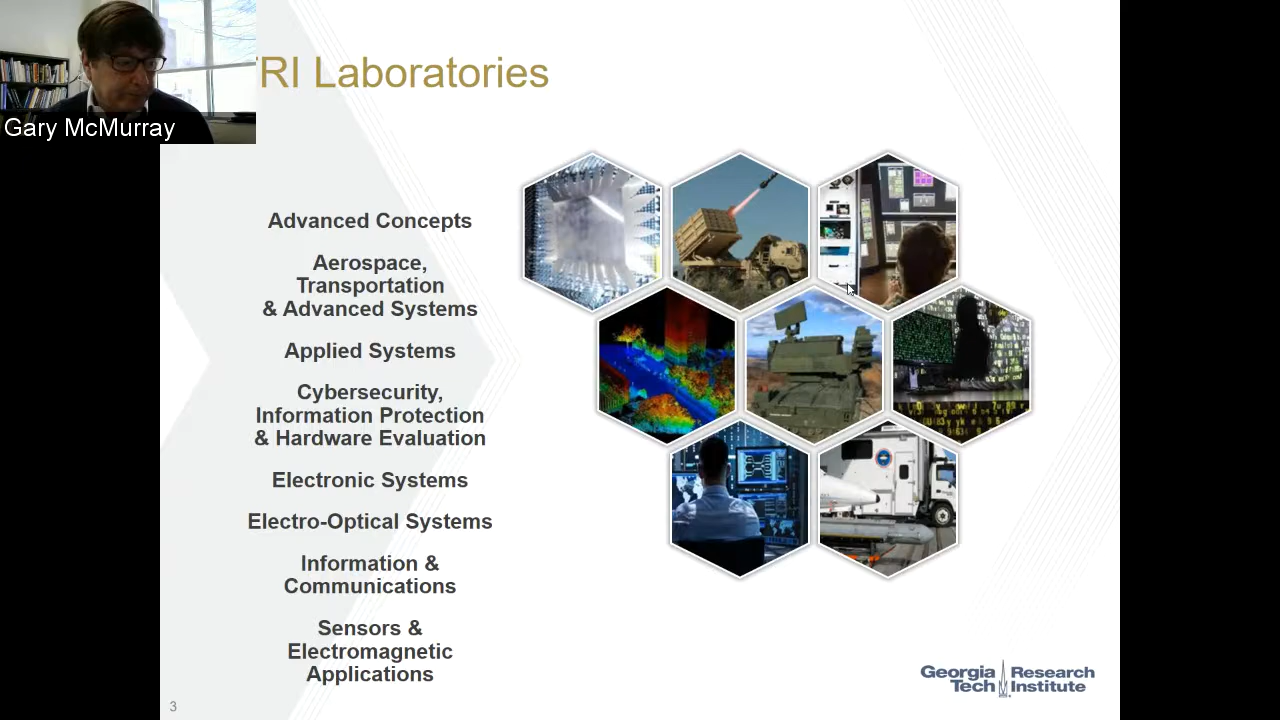 TRI Laboratories
Gary McMurray
Advanced Concepts
Aerospace,
Transportation
& Advanced Systems
Applied Systems
Cybersecurity,
Information Protection
& Hardware Evaluation
Electronic Systems
Electro-Optical Systems
Information &
Communications
Sensors &
Electromagnetic
Applications
Georgia Tech
Research Institute
3